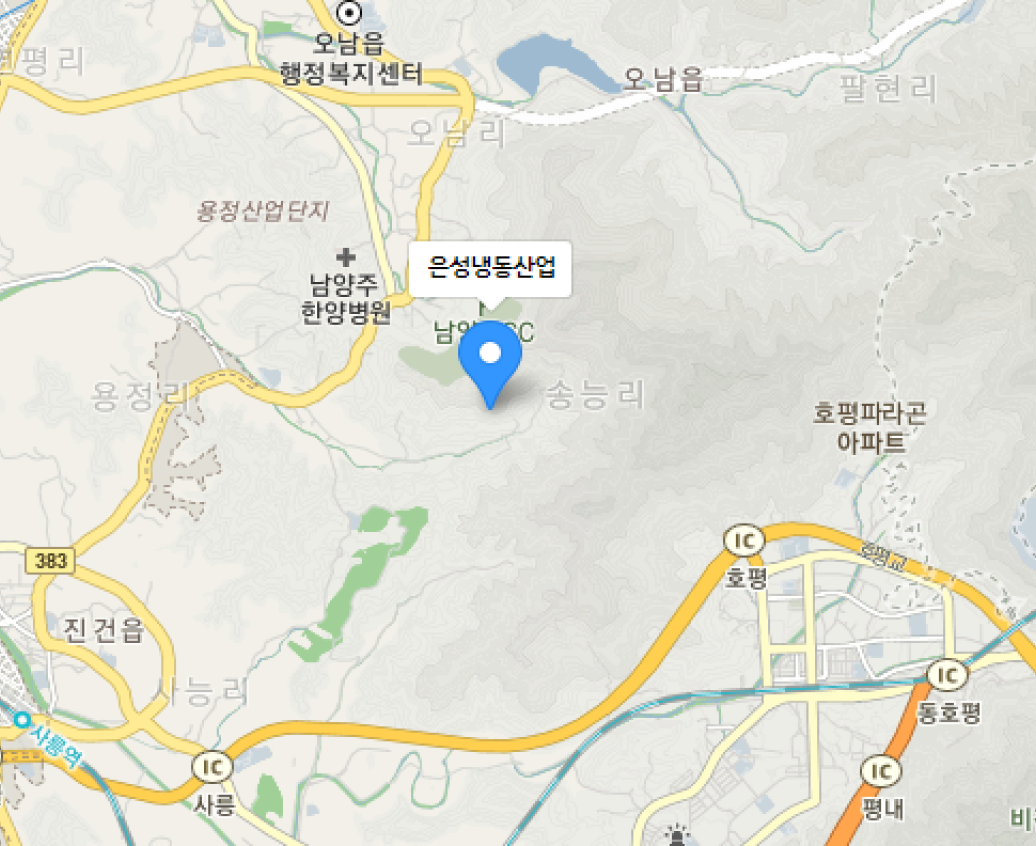 오남읍
행정복지센터
오남읍
팔현리
오남리
용정산업단지
은성냉동산업
남양주
한양병원
용정리
송능리
호평파라곤
아파트
IC
호평
383
진건읍
IC
동호평
사릉역
IC
사릉
IC
평내